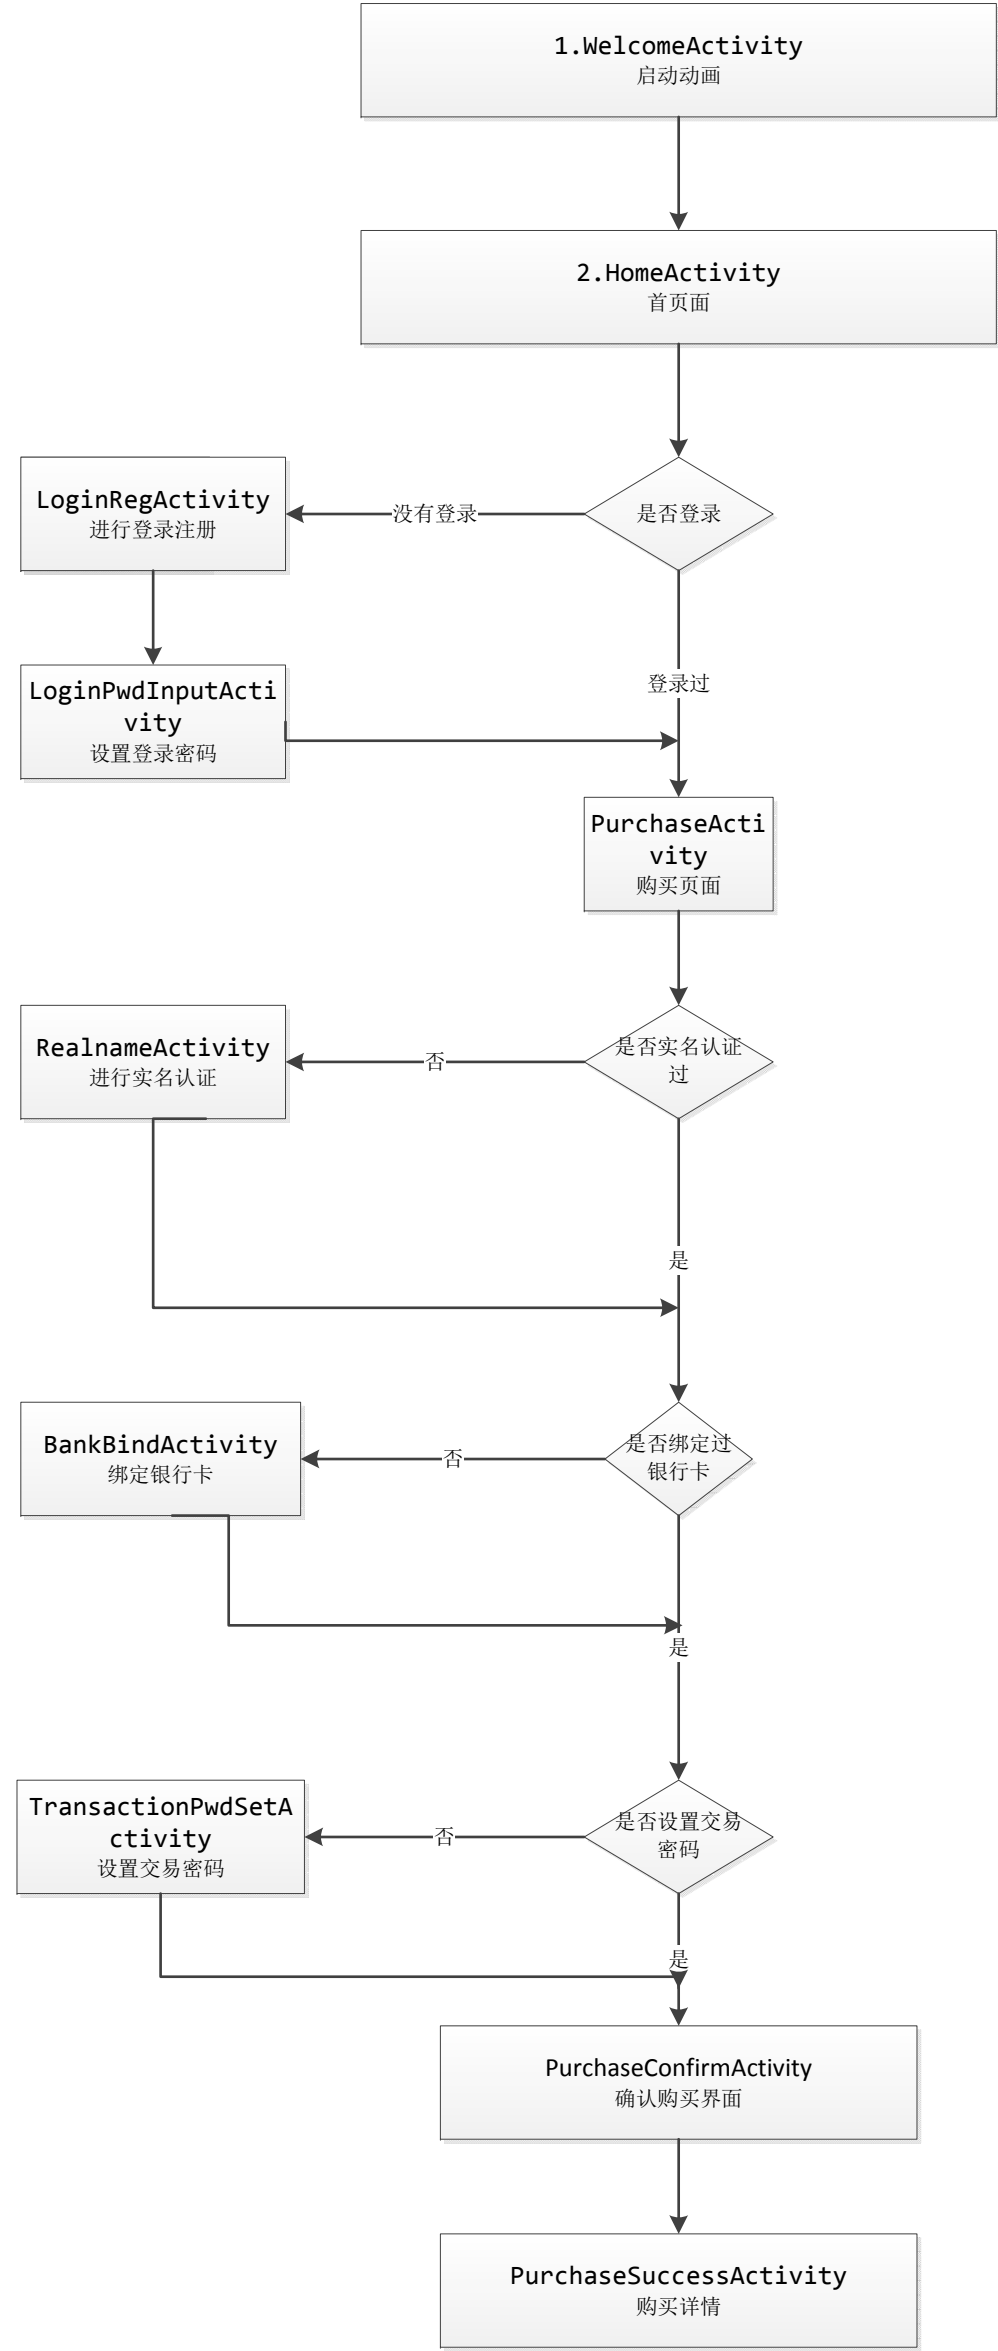 1.WelcomeActivity
启动动画
2.HomeActivity
首页面
LoginRegActivity
进行登录注册
没有登录
是否登录
登录过
LoginPwdInputActi
vity
设置登录密码
PurchaseActi
vity
购买页面
RealnameActivity
进行实名认证
否
是否实名认证
过
是
BankBindActivity
绑定银行卡
否
是否绑定过
银行卡
是
TransactionPwdSetA
ctivity
设置交易密码
否
是否设置交易
密码
是
PurchaseConfirmActivity
确认购买界面
PurchaseSuccessActivity
购买详情